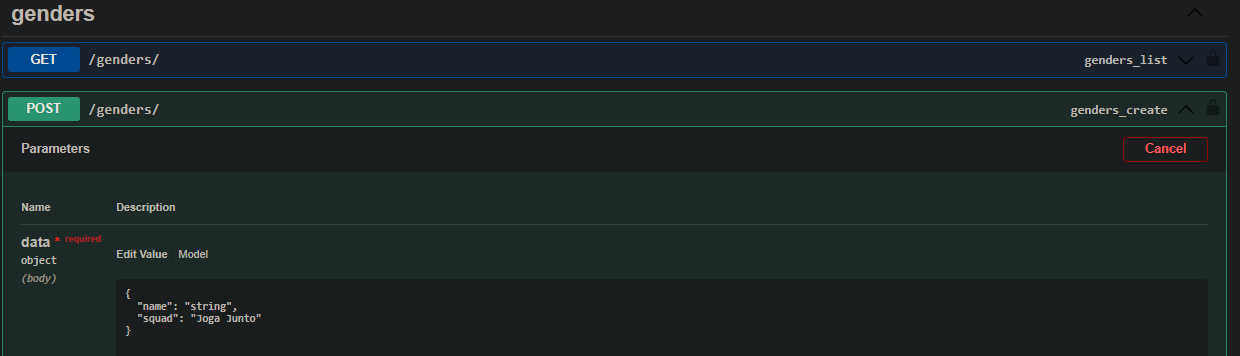 genders
GET /genders/ genders_list
POST /genders/ genders_create
Parameters Cancel
Name Description
data * required
object
(body)
Edit Value Model
{
"name": "string",
"squad": "Joga Junto"
}